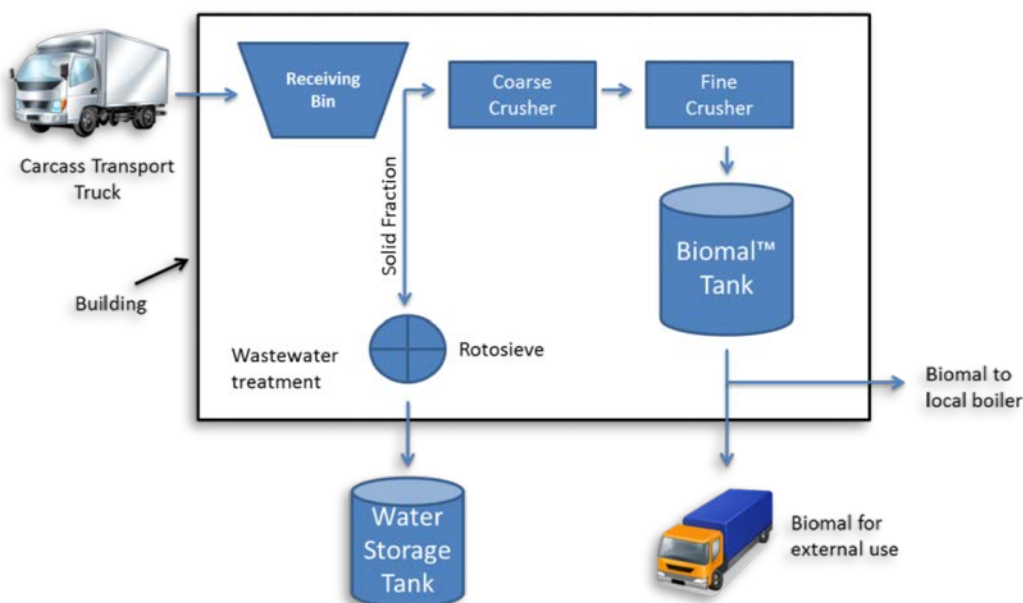 Carcass Transport
Truck
Receiving
Bin
Coarse
Crusher
Fine
Crusher
Solid Fraction
Biomal™
Tank
Building
Wastewater
treatment
Rotosieve
Biomal to
local boiler
Water
Storage
Tank
Biomal for
external use